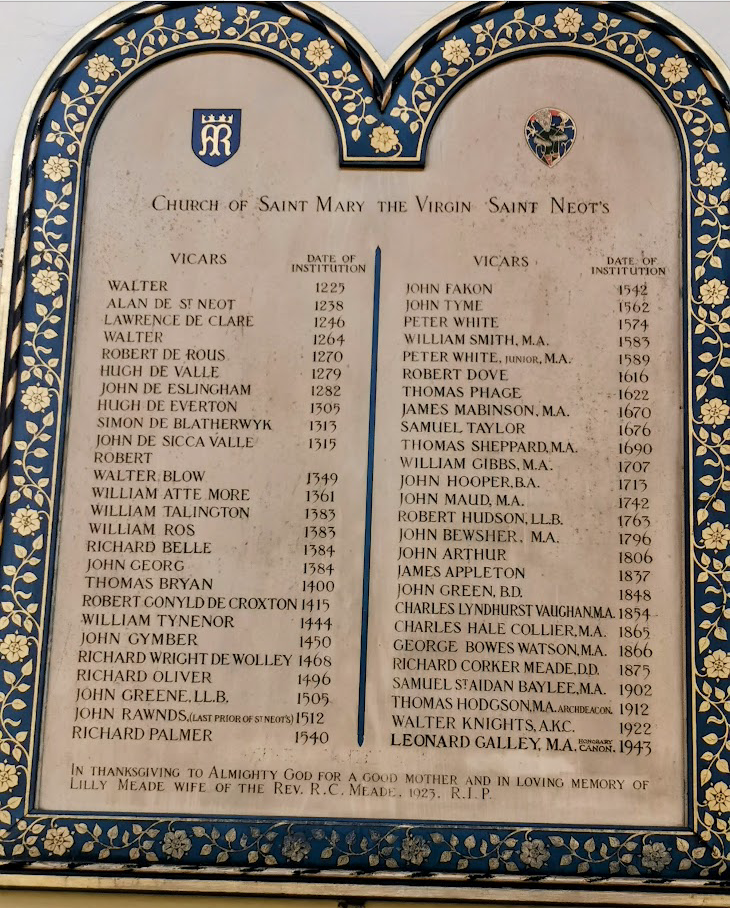 CHURCH OF SAINT MARY THE VIRGIN SAINT NEOT'S
VICARS DATE OF INSTITUTION
WALTER 1225
ALAN DE ST NEOT 1238
LAWRENCE DE CLARE 1246
WALTER 1264
ROBERT DE ROUS 1270
HUGH DE VALLE 1279
JOHN DE ESLINGHAM 1282
HUGH DE EVERTON 1305
SIMON DE BLATHERWYK 1313
JOHN DE SICCA VALLE 1315
ROBERT
WALTER BLOW 1349
WILLIAM ATTE MORE 1361
WILLIAM TALINGTON 1383
WILLIAM ROS 1383
RICHARD BELLE 1384
JOHN GEORG 1384
THOMAS BRYAN 1400
ROBERT GONYLD DE CROXTON 1415
WILLIAM TYNENOR 1444
JOHN GYMBER 1450
RICHARD WRIGHT DE WOLLEY 1468
RICHARD OLIVER 1496
JOHN GREENE, LL.B. 1505
JOHN RAWNDS, (LAST PRIOR OF ST NEOT'S) 1512
RICHARD PALMER 1540
VICARS DATE OF INSTITUTION
JOHN FAKON 1542
JOHN TYME 1562
PETER WHITE 1574
WILLIAM SMITH, M.A. 1583
PETER WHITE, JUNIOR, M.A. 1589
ROBERT DOVE 1616
THOMAS PHAGE 1622
JAMES MABINSON, M.A. 1670
SAMUEL TAYLOR 1676
THOMAS SHEPPARD, M.A. 1690
WILLIAM GIBBS, M.A. 1707
JOHN HOOPER, B.A. 1713
JOHN MAUD, M.A. 1742
ROBERT HUDSON, LL.B. 1763
JOHN BEWSHER, M.A. 1796
JOHN ARTHUR 1806
JAMES APPLETON 1837
JOHN GREEN, B.D. 1848
CHARLES LYNDHURST VAUGHAN, M.A. 1854
CHARLES HALE COLLIER, M.A. 1865
GEORGE BOWES WATSON, M.A. 1866
RICHARD CORKER MEADE, D.D. 1875
SAMUEL ST AIDAN BAYLEE, M.A. 1902
THOMAS HODGSON, M.A. ARCHDEACON. 1912
WALTER KNIGHTS, A.K.C. 1922
LEONARD GALLEY, M.A. HONORARY CANON. 1943
IN THANKSGIVING TO ALMIGHTY GOD FOR A GOOD MOTHER AND IN LOVING MEMORY OF
LILLY MEADE WIFE OF THE REV. R.C. MEADE. 1923. R.I.P.